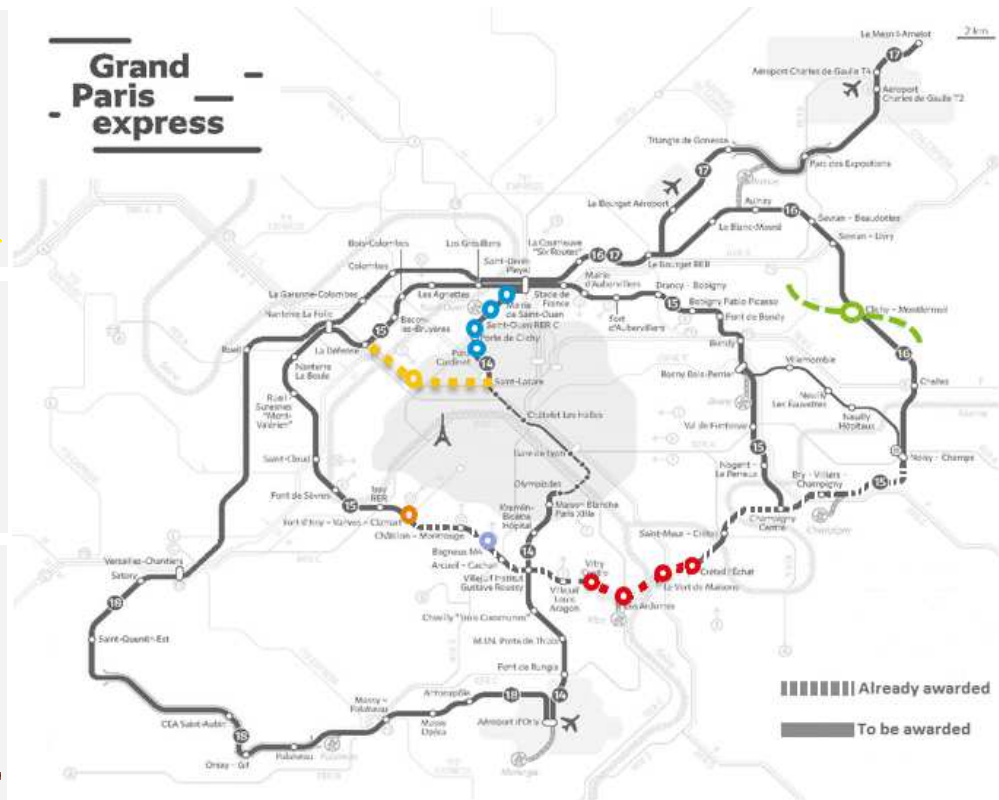 Grand
Paris
express
2 km
Le Mesnil-Amelot
17
Aéroport Charles de Gaulle T4
Aéroport
Charles de Gaulle T2
Triangle de Gonesse
Parc des Expositions
17
Le Bourget Aéroport
Aulnay
16
Sevran - Beaudottes
Le Blanc-Mesnil
Sevran - Livry
Bois-Colombes
Les Grésillons
La Courneuve
"Six Routes"
16 17
Le Bourget RER
Colombes
Saint-Denis
Pleyel
Mairie
d'Aubervilliers
Drancy - Bobigny
Les Agnettes
Stade de
France
15
Bobigny Pablo Picasso
Clichy - Montfermeil
La Garenne-Colombes
Mairie
de Saint-Ouen
Fort
d'Aubervilliers
Pont de Bondy
Nanterre La Folie
Bécon-
les-Bruyères
Saint-Ouen RER C
Porte de Clichy
15
Bondy
16
Rueil
La Défense
Pont
Cardinet
14
Villemomble
Nanterre
La Boule
Saint-Lazare
Rosny Bois-Perrier
Chelles
Rueil -
Suresnes
"Mont-
Valérien"
Neuilly
Les Fauvettes
Neuilly
Hôpitaux
Châtelet Les Halles
Val de Fontenay
Saint-Cloud
Gare de Lyon
15
Noisy - Champs
Nogent -
Le Perreux
Bry - Villiers -
Champigny
15
Pont de Sèvres
Issy
RER
Olympiades
15
Kremlin-
Bicêtre
Hôpital
Maison Blanche
Paris XIIIe
Champigny
Centre
Fort d'Issy - Vanves - Clamart
Châtillon - Montrouge
Saint-Maur - Créteil
Bagneux M4
14
Arcueil - Cachan
Vitry
Centre
Créteil l'Echat
Versailles-Chantiers
Villejuif Institut
Gustave Roussy
Villejuif
Louis
Aragon
Le Vert de Maisons
Satory
Les Ardoines
18
Chevilly "Trois Communes"
Saint-Quentin-Est
M.I.N. Porte de Thiais
Pont de Rungis
Already awarded
Massy -
Palaiseau
Antonypôle
18
14
CEA Saint-Aubin
Massy
Opéra
Aéroport d'Orly
To be awarded
18
Orsay - Gif
Palaiseau